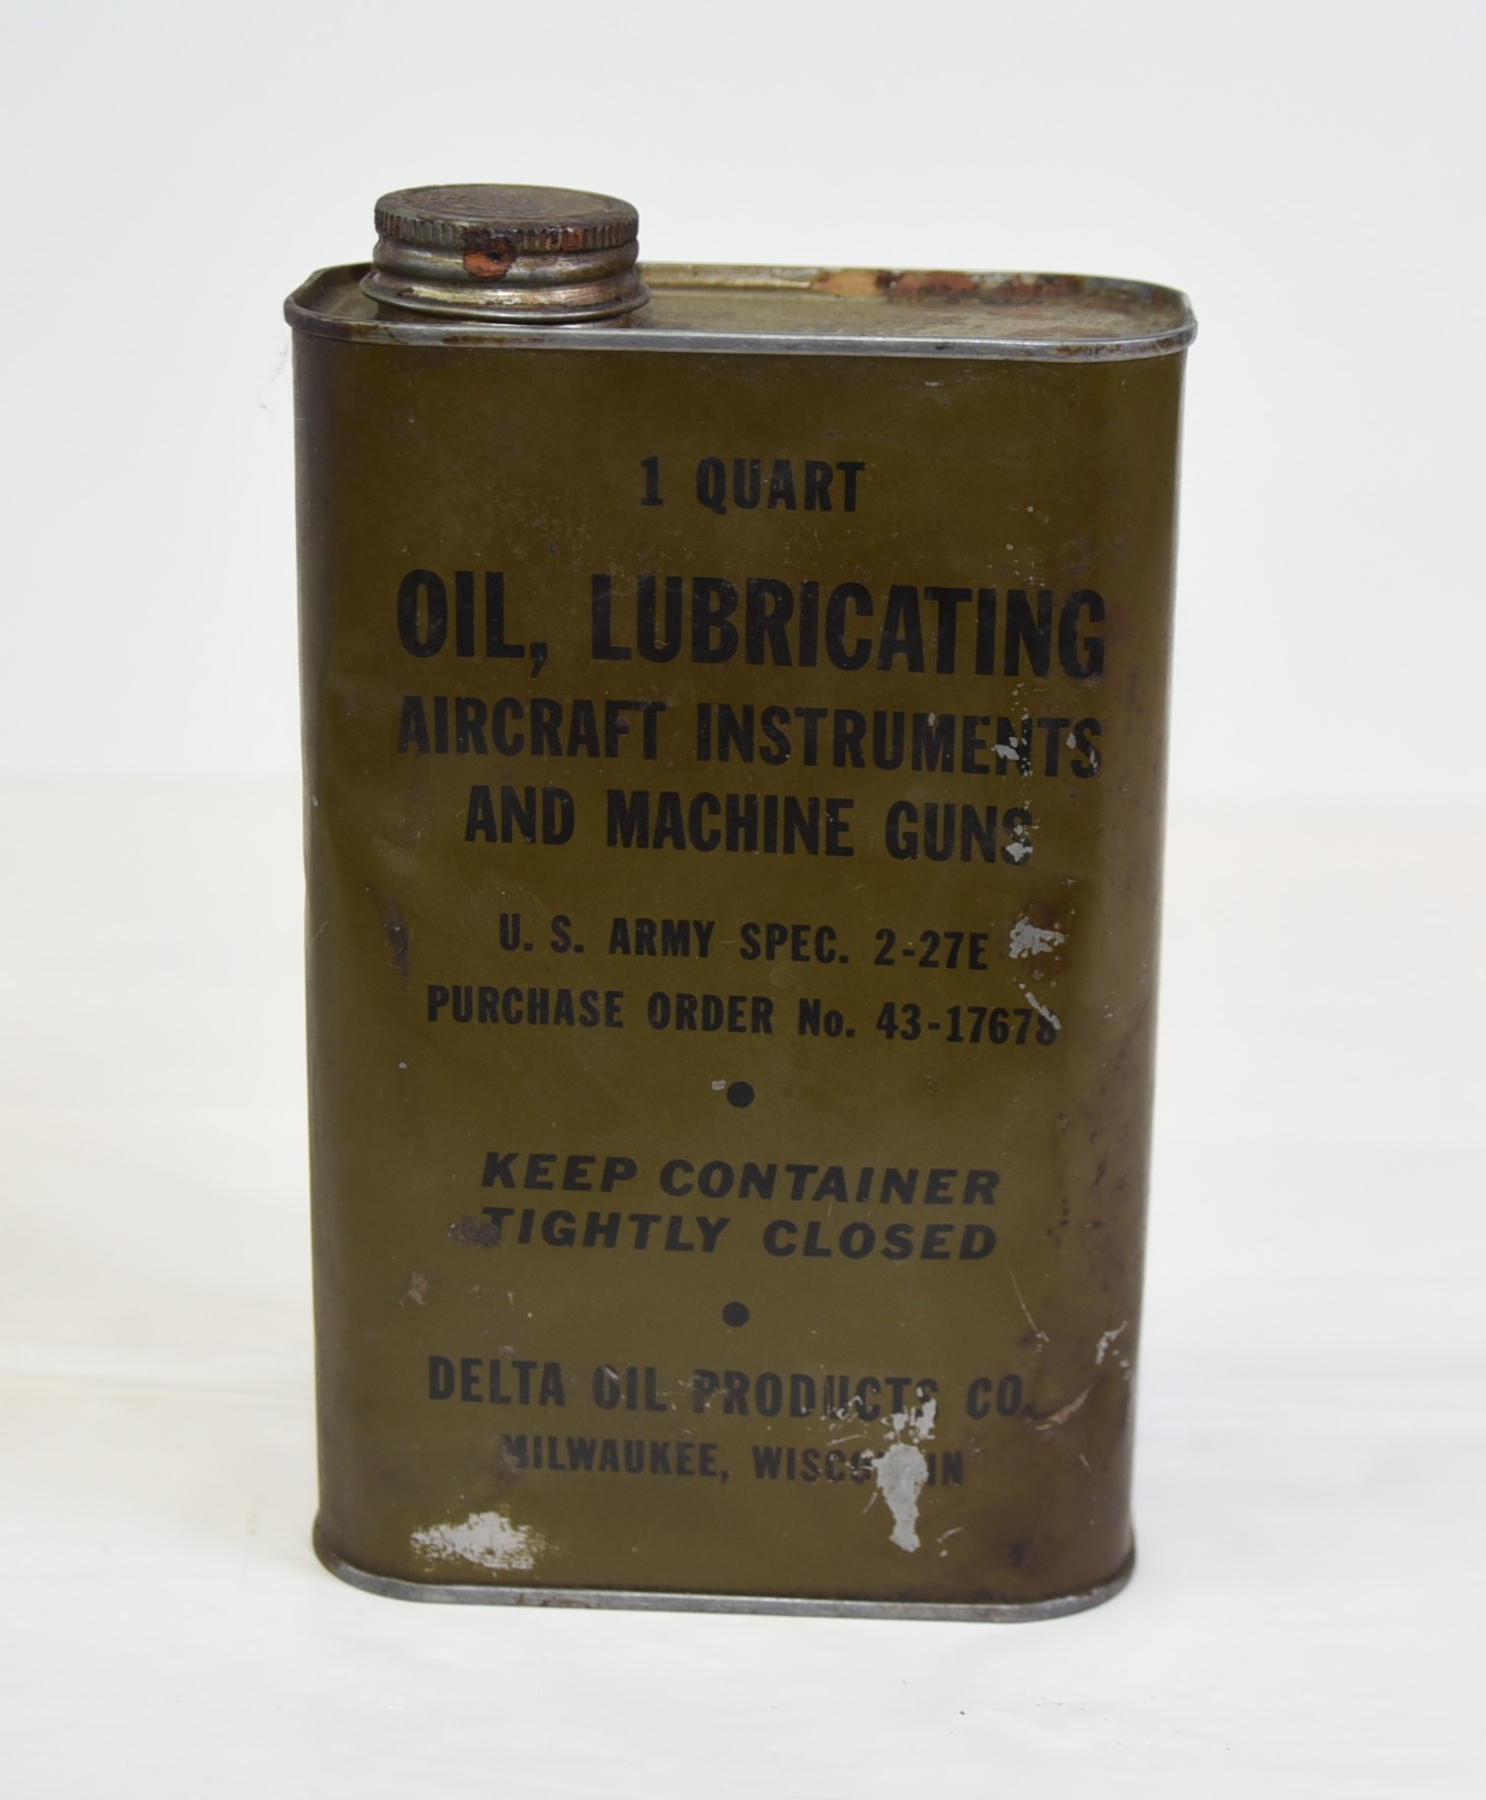 1 QUART
OIL, LUBRICATING
AIRCRAFT INSTRUMENTS
AND MACHINE GUNS
U. S. ARMY SPEC. 2-27E
PURCHASE ORDER No. 43-17678
KEEP CONTAINER
TIGHTLY CLOSED
DELTA OIL PRODUCTS CO.
MILWAUKEE, WISCONSIN